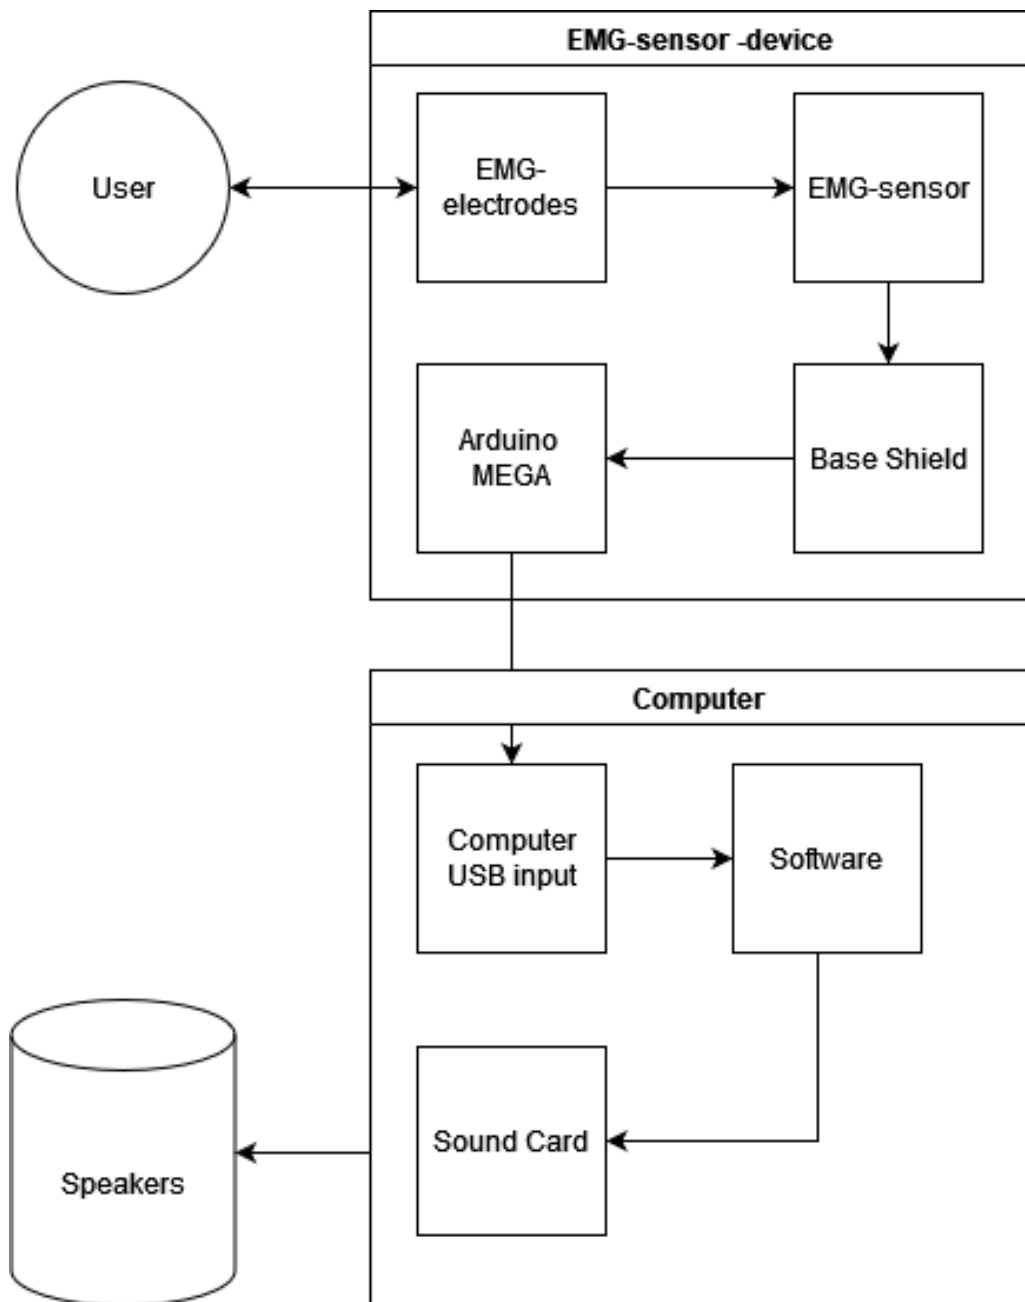 EMG-sensor -device
User
EMG-
electrodes
EMG-sensor
Arduino
MEGA
Base Shield
Computer
Computer
USB input
Software
Sound Card
Speakers